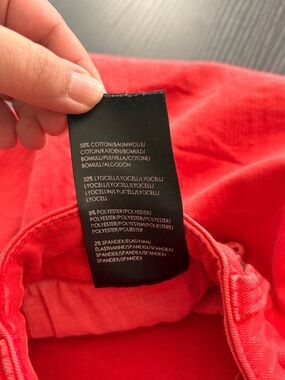 58% COTTON/BAUMWOLLE/
COTON/KATOEN/BOMULD/
BOMULL/PUUVILLA/COTONE/
BOMULL/ALGODÓN
32% LYOCELL/LYOCELL/LYOCELL/
LYOCELL/LYOCELL/LYOCELL/
LYOCELL/LYOCELL/LYOCELL/
LYOCELL
8% POLYESTER/POLYESTER/
POLYESTER/POLYESTER/
POLYESTER/POLYESTER/
POLYESTER/POLYESTERI/
POLIESTERE/POLIÉSTER
2% SPANDEX/ELASTHAN/
ELASTHANNE/SPANDEX/
SPANDEX/SPANDEX/SPANDEX/
SPANDEX/SPANDEX